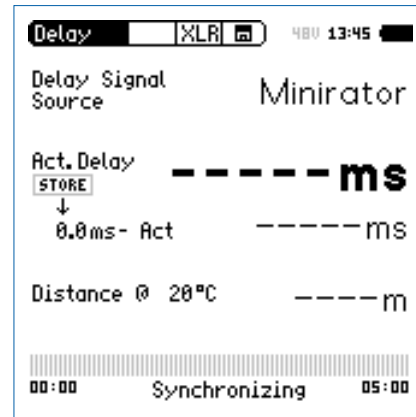 Delay XLR 48V 13:45
Delay Signal
Source
Minirator
Act. Delay
-----ms
STORE
0.0ms- Act
-----ms
Distance @ 20°C
----m
00:00 Synchronizing 05:00